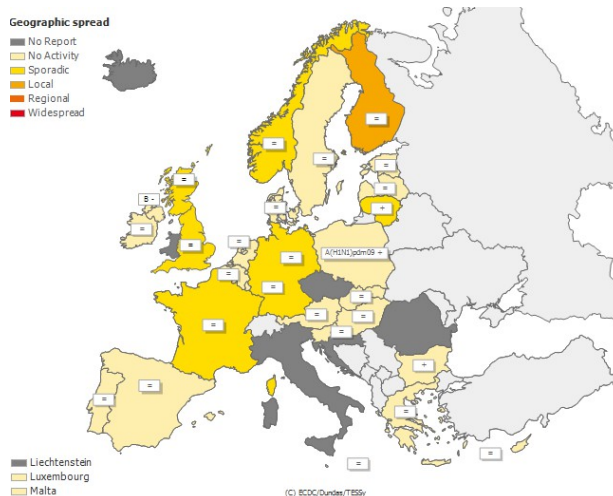 Geographic spread
No Report
No Activity
Sporadic
Local
Regional
Widespread
=
=
=
=
=
B -
=
=
=
=
+
=
=
=
A(H1N1)pdm09 +
=
=
=
=
=
=
=
=
+
=
=
=
=
Liechtenstein
Luxembourg
Malta
(C) ECDC/Dundas/TESSy